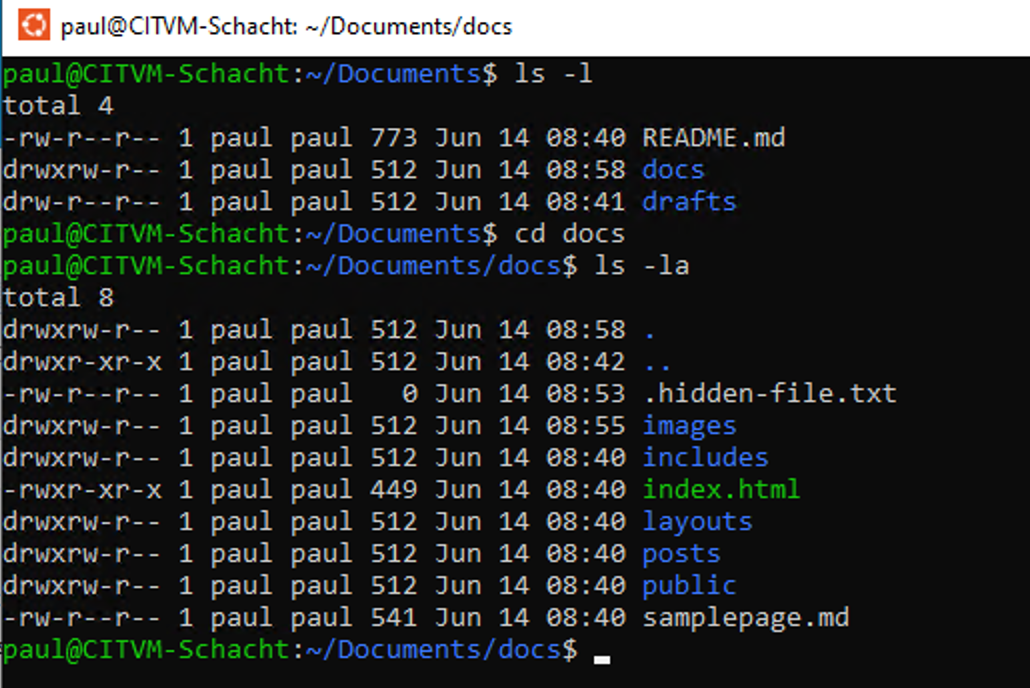 paul@CITVM-Schacht: ~/Documents/docs
paul@CITVM-Schacht:~/Documents$ ls -l
total 4
-rw-r--r-- 1 paul paul 773 Jun 14 08:40 README.md
drwxrw-r-- 1 paul paul 512 Jun 14 08:58 docs
drw-r--r-- 1 paul paul 512 Jun 14 08:41 drafts
paul@CITVM-Schacht:~/Documents$ cd docs
paul@CITVM-Schacht:~/Documents/docs$ ls -la
total 8
drwxrw-r-- 1 paul paul 512 Jun 14 08:58 .
drwxr-xr-x 1 paul paul 512 Jun 14 08:42 ..
-rw-r--r-- 1 paul paul   0 Jun 14 08:53 .hidden-file.txt
drwxrw-r-- 1 paul paul 512 Jun 14 08:55 images
drwxrw-r-- 1 paul paul 512 Jun 14 08:40 includes
-rwxr-xr-x 1 paul paul 449 Jun 14 08:40 index.html
drwxrw-r-- 1 paul paul 512 Jun 14 08:40 layouts
drwxrw-r-- 1 paul paul 512 Jun 14 08:40 posts
drwxrw-r-- 1 paul paul 512 Jun 14 08:40 public
-rw-r--r-- 1 paul paul 541 Jun 14 08:40 samplepage.md
paul@CITVM-Schacht:~/Documents/docs$